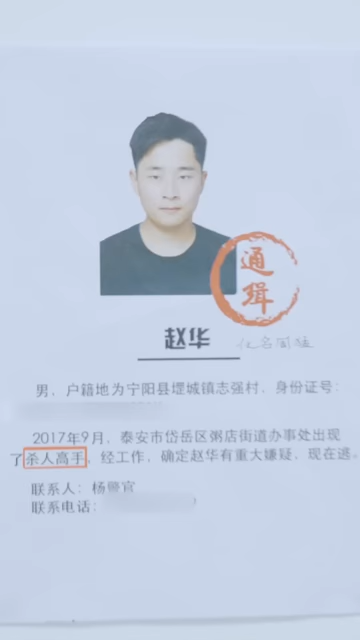 通
缉
赵华
化名周猛
男，户籍地为宁阳县堽城镇志强村，身份证号：
2017年9月，泰安市岱岳区粥店街道办事处出现
了杀人高手，经工作，确定赵华有重大嫌疑，现在逃。
联系人：杨警官
联系电话：